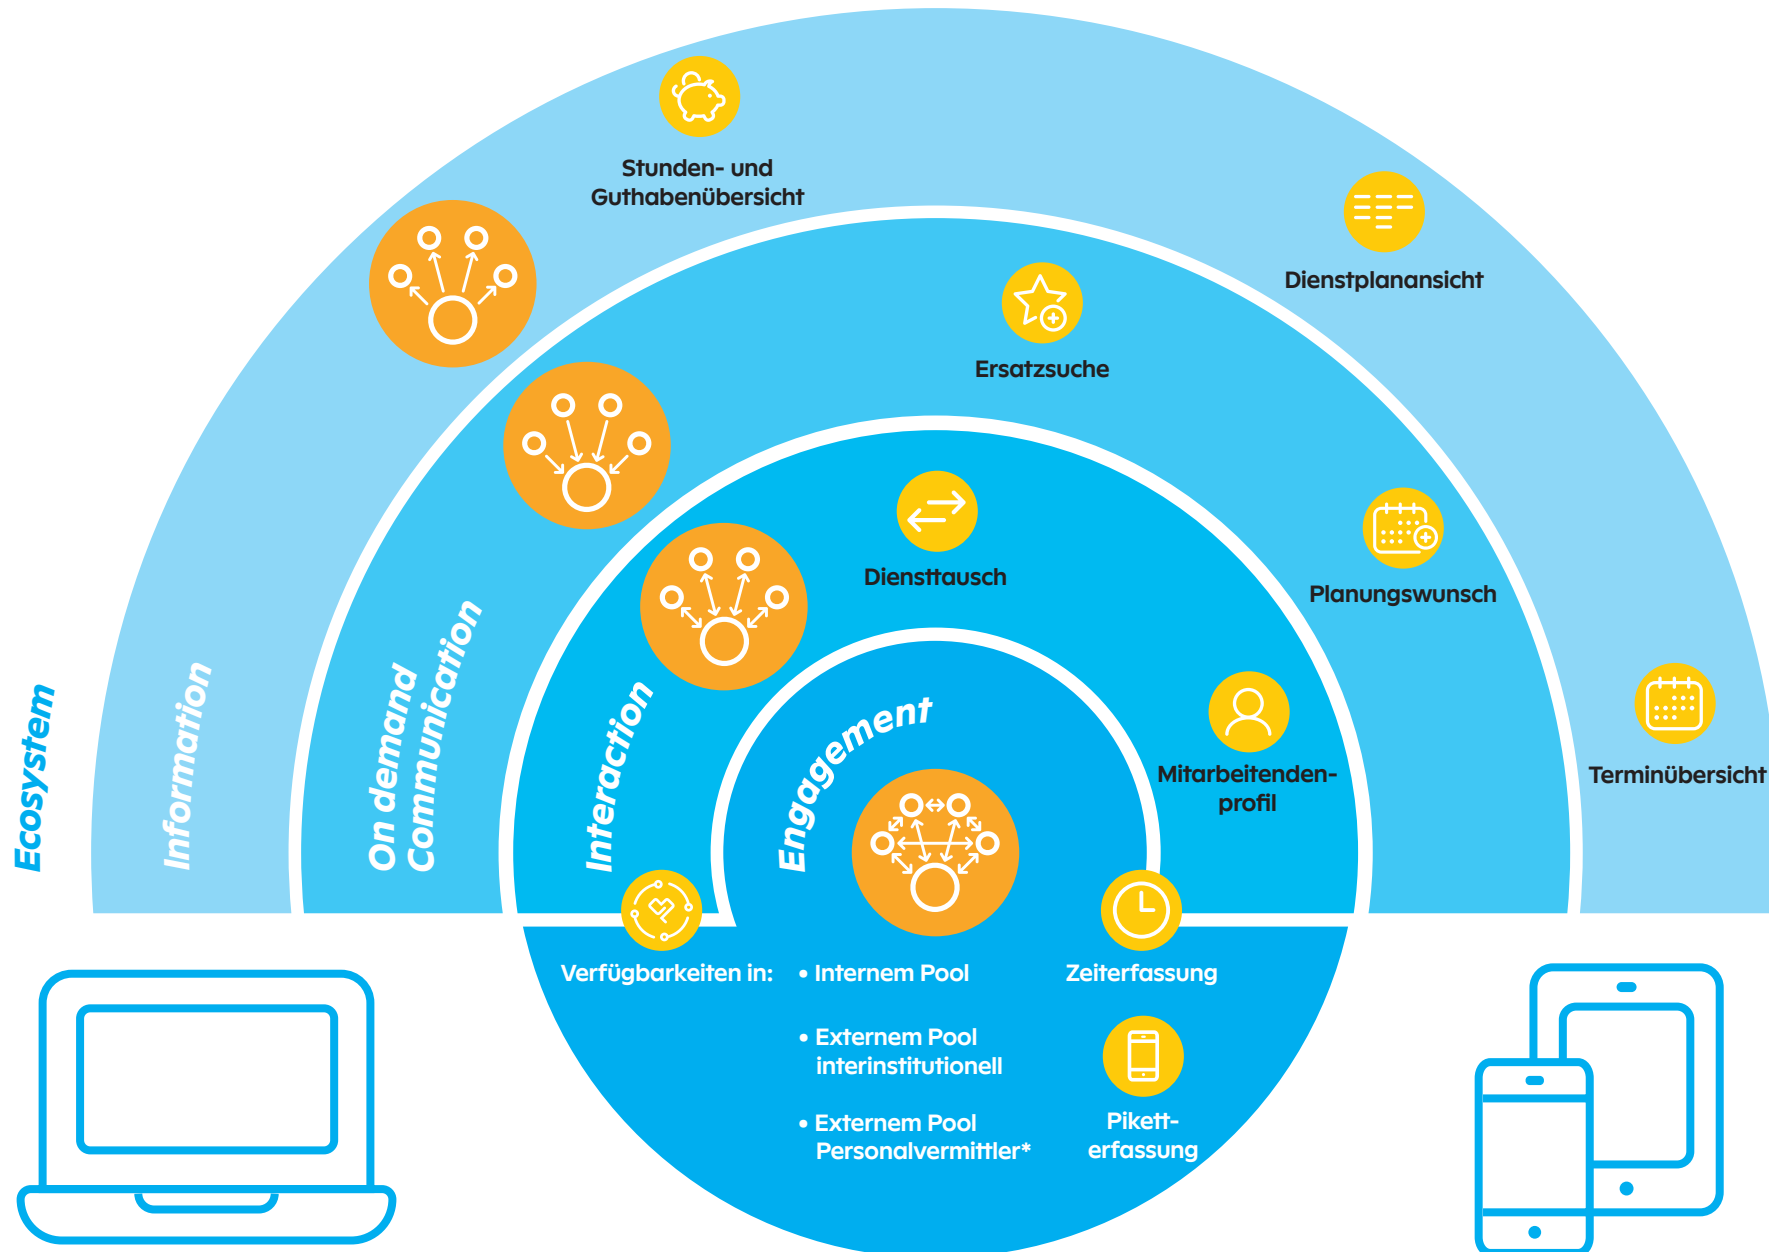 Stunden- und
Guthabenübersicht
Dienstplanansicht
Ersatzsuche
Diensttausch
Planungswunsch
Mitarbeitenden-
profil
Terminübersicht
Ecosystem
Information
On demand
Communication
Interaction
Engagement
Verfügbarkeiten in:
• Internem Pool
• Externem Pool
interinstitutionell
• Externem Pool
Personalvermittler*
Zeiterfassung
Pikett-
erfassung